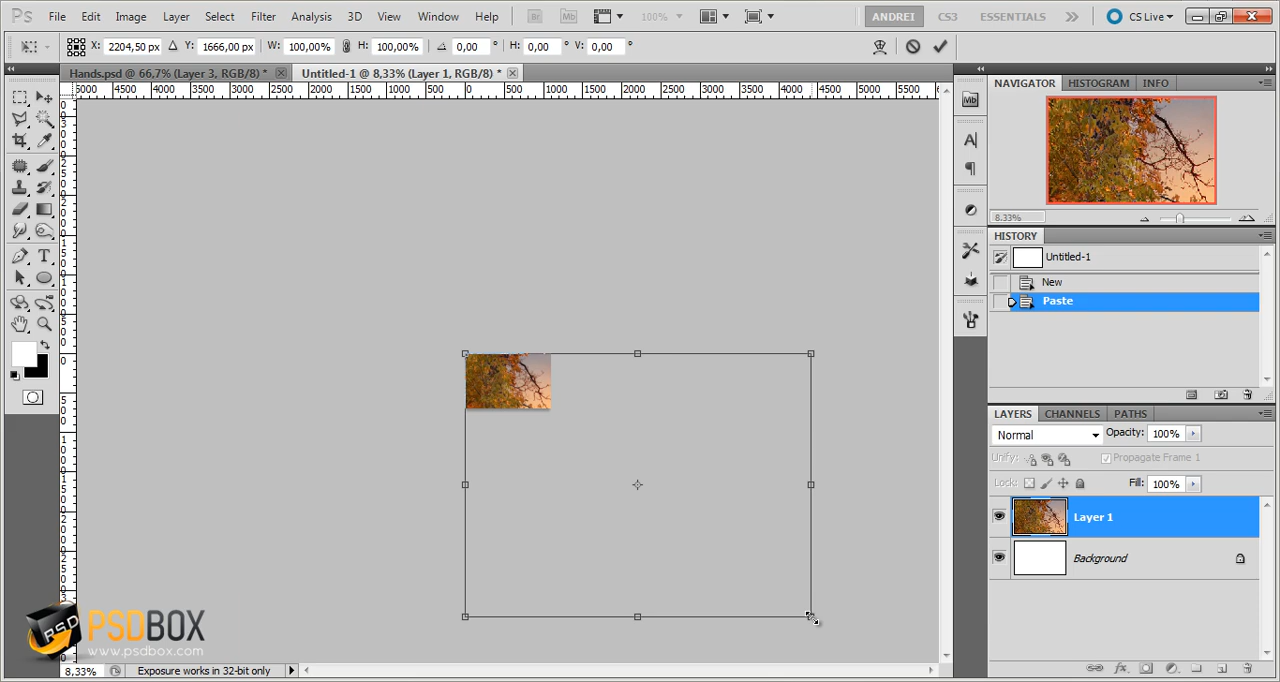 Ps File Edit Image Layer Select Filter Analysis 3D View Window Help Br Mb 100% ANDREI CS3 ESSENTIALS CS Live
X: 2204,50 px Y: 1666,00 px W: 100,00% H: 100,00% 0,00 ° H: 0,00 ° V: 0,00 °
Hands.psd @ 66,7% (Layer 3, RGB/8) * Untitled-1 @ 8,33% (Layer 1, RGB/8) *
5000 4500 4000 3500 3000 2500 2000 1500 1000 500 0 500 1000 1500 2000 2500 3000 3500 4000 4500 5000 5500
NAVIGATOR HISTOGRAM INFO
8.33%
HISTORY
Untitled-1
New
Paste
LAYERS CHANNELS PATHS
Normal Opacity: 100%
Unify: Propagate Frame 1
Lock: Fill: 100%
Layer 1
Background
PSD PSDBOX
www.psdbox.com
8,33% Exposure works in 32-bit only